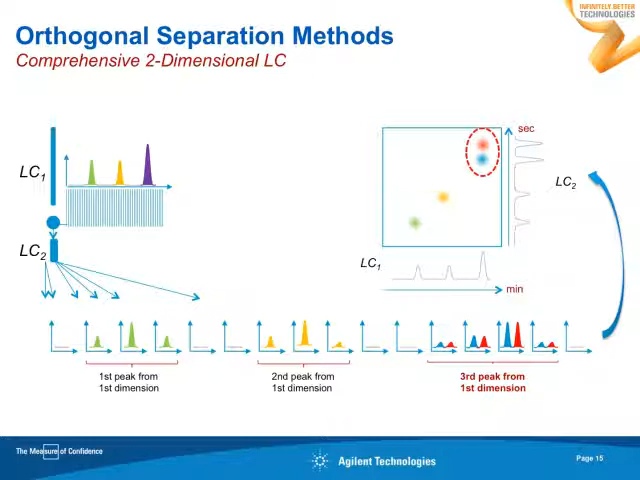 INFINITELY BETTER
TECHNOLOGIES
Orthogonal Separation Methods
Comprehensive 2-Dimensional LC
sec
LC1
LC2
LC2
LC1
min
1st peak from
1st dimension
2nd peak from
1st dimension
3rd peak from
1st dimension
The Measure of Confidence
Agilent Technologies
Page 15